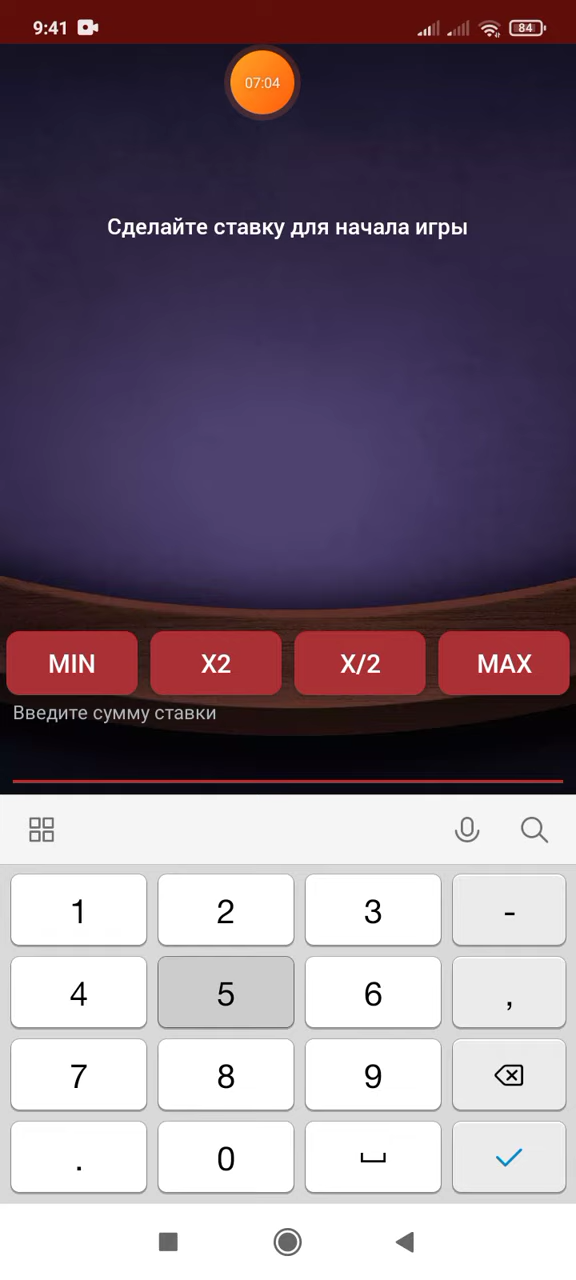 9:41
84
07:04
Сделайте ставку для начала игры
MIN X2 X/2 MAX
Введите сумму ставки
1 2 3 -
4 5 6 ,
7 8 9
. 0